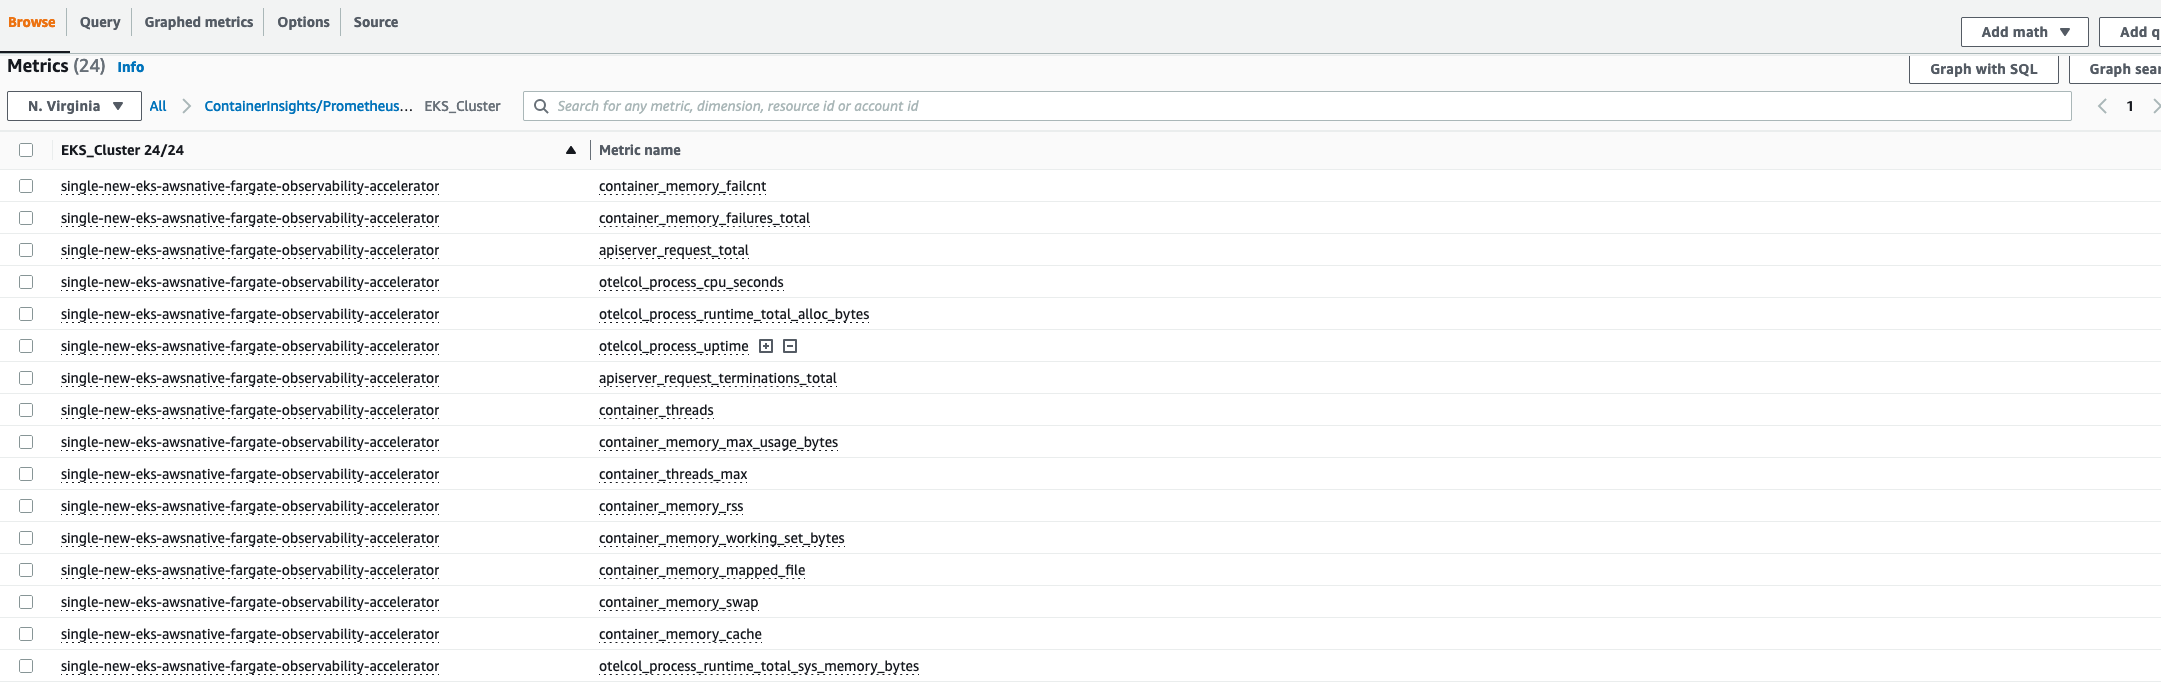 Browse Query Graphed metrics Options Source
Add math Add q
Metrics (24) Info
Graph with SQL Graph sear
N. Virginia All ContainerInsights/Prometheus... EKS_Cluster Search for any metric, dimension, resource id or account id 1
EKS_Cluster 24/24 Metric name
single-new-eks-awsnative-fargate-observability-accelerator container_memory_failcnt
single-new-eks-awsnative-fargate-observability-accelerator container_memory_failures_total
single-new-eks-awsnative-fargate-observability-accelerator apiserver_request_total
single-new-eks-awsnative-fargate-observability-accelerator otelcol_process_cpu_seconds
single-new-eks-awsnative-fargate-observability-accelerator otelcol_process_runtime_total_alloc_bytes
single-new-eks-awsnative-fargate-observability-accelerator otelcol_process_uptime
single-new-eks-awsnative-fargate-observability-accelerator apiserver_request_terminations_total
single-new-eks-awsnative-fargate-observability-accelerator container_threads
single-new-eks-awsnative-fargate-observability-accelerator container_memory_max_usage_bytes
single-new-eks-awsnative-fargate-observability-accelerator container_threads_max
single-new-eks-awsnative-fargate-observability-accelerator container_memory_rss
single-new-eks-awsnative-fargate-observability-accelerator container_memory_working_set_bytes
single-new-eks-awsnative-fargate-observability-accelerator container_memory_mapped_file
single-new-eks-awsnative-fargate-observability-accelerator container_memory_swap
single-new-eks-awsnative-fargate-observability-accelerator container_memory_cache
single-new-eks-awsnative-fargate-observability-accelerator otelcol_process_runtime_total_sys_memory_bytes